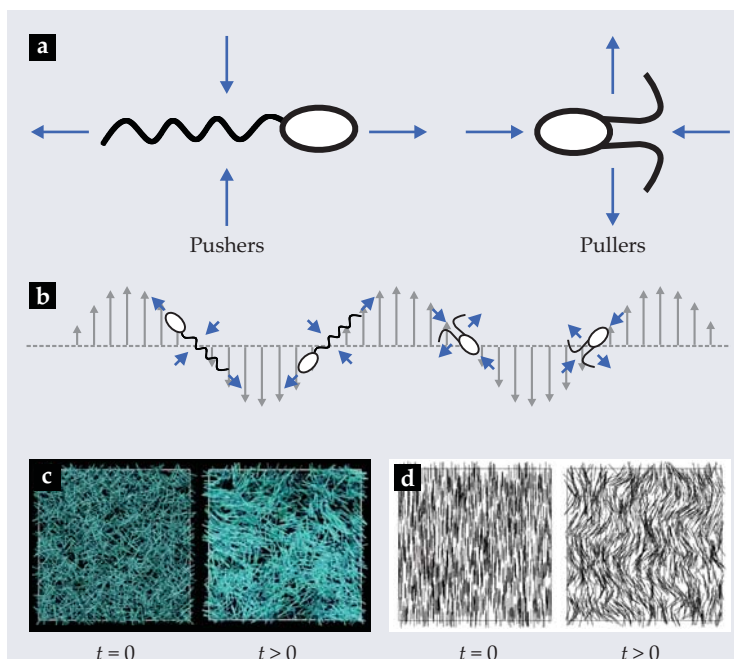 a
Pushers
Pullers
b
c
d
t = 0
t > 0
t = 0
t > 0